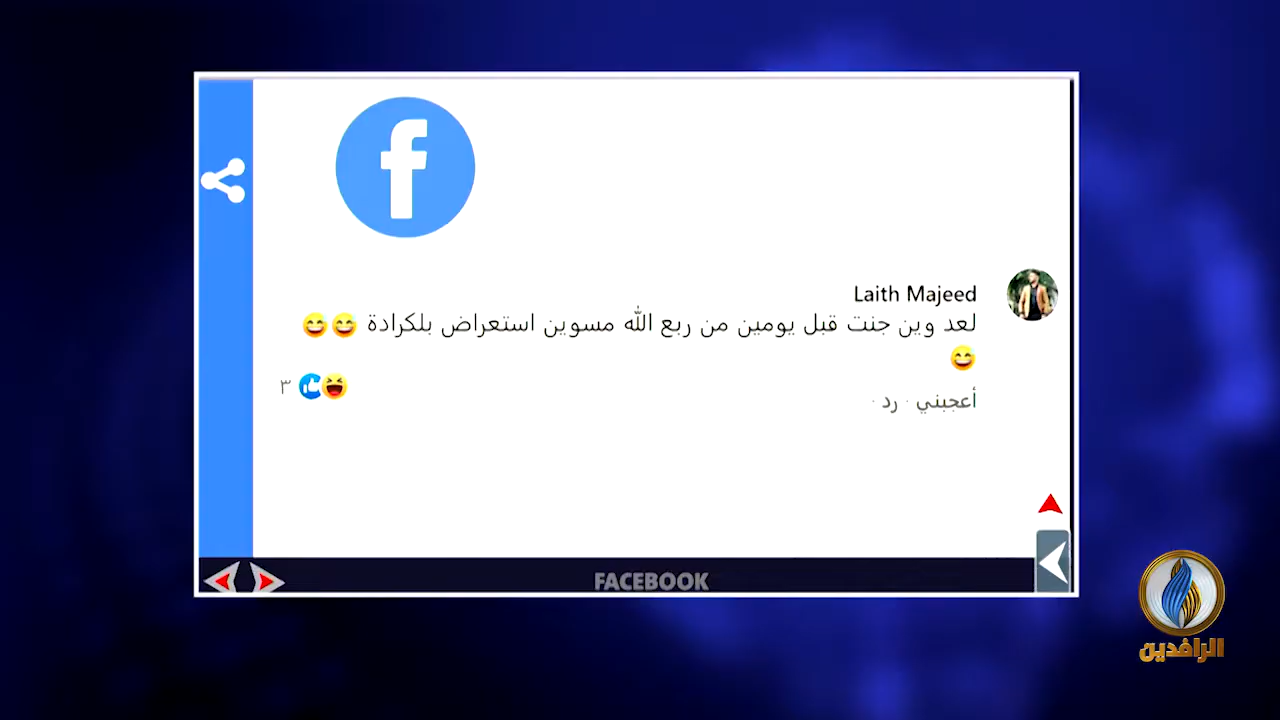 Laith Majeed
لعد وين جنت قبل يومين من ربع الله مسوين استعراض بلكرادة 😅😅
😅
أعجبني · رد ·
٣
FACEBOOK
الرافدين